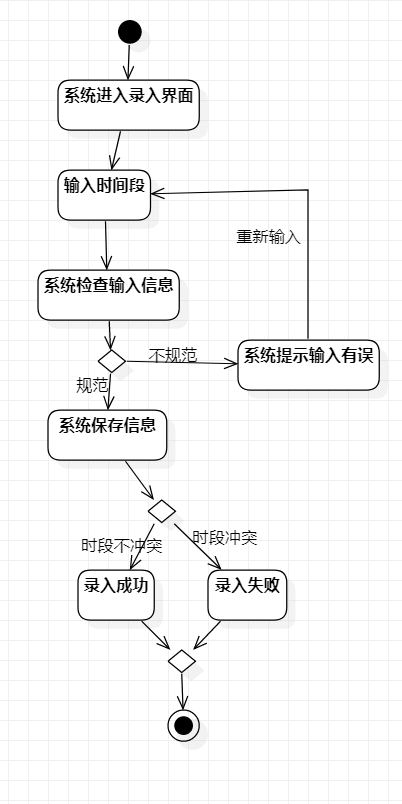 系统进入录入界面
输入时间段
重新输入
系统检查输入信息
不规范
系统提示输入有误
规范
系统保存信息
时段不冲突
时段冲突
录入成功
录入失败